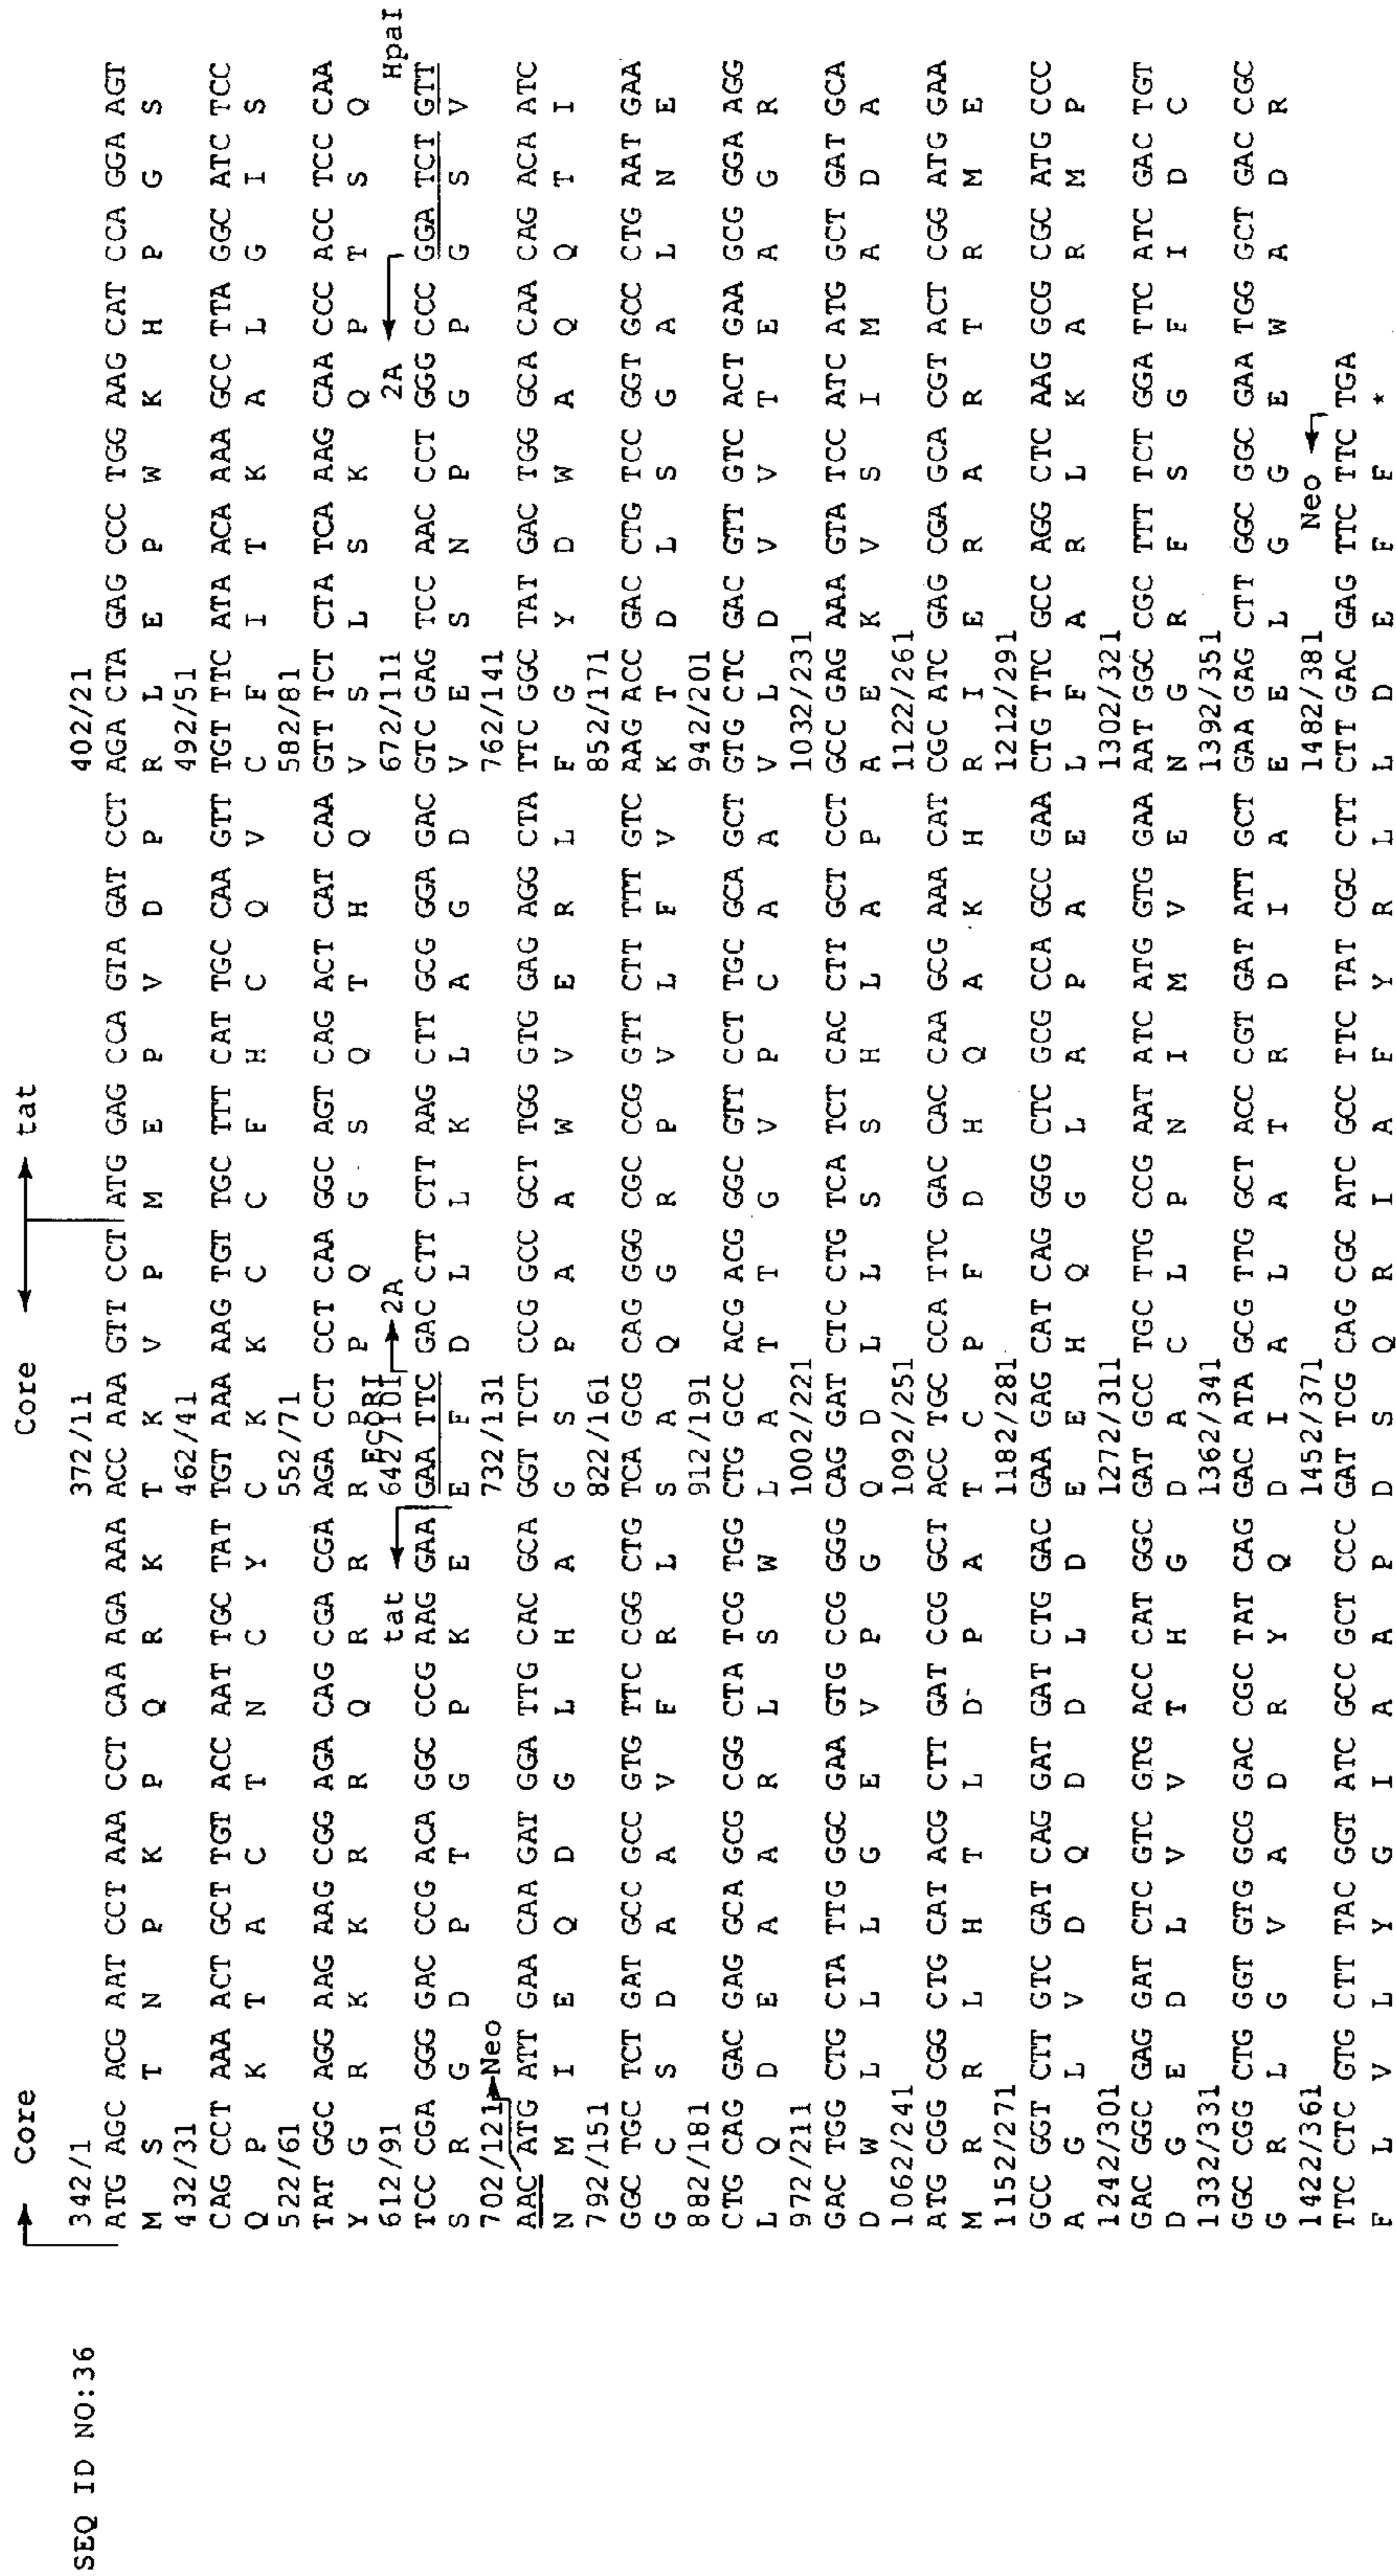 SEQ ID NO:36
Core Core tat
342/1 372/11 402/21
ATG AGC ACG AAT CCT AAA CCT CAA AGA AAA ACC AAA GTT CCT ATG GAG CCA GTA GAT CCT AGA CTA GAG CCC TGG AAG CAT CCA GGA AGT
M S T N P K P Q R K T K V P M E P V D P R L E P W K H P G S
432/31 462/41 492/51
CAG CCT AAA ACT GCT TGT ACC AAT TGC TAT TGT AAA AAG TGT TGC TTT CAT TGC CAA GTT TGT TTC ATA ACA AAA GCC TTA GGC ATC TCC
Q P K T A C T N C Y C K K C C F H C Q V C F I T K A L G I S
522/61 552/71 582/81
TAT GGC AGG AAG AAG CGG AGA CAG CGA CGA AGA CCT CCT CAA GGC AGT CAG ACT CAT CAA GTT TCT CTA TCA AAG CAA CCC ACC TCC CAA
Y G R K K R R Q R R R P P Q G S Q T H Q V S L S K Q P T S Q
612/91 tat EcORI 642/101 2A 672/111 2A HpaI
TCC CGA GGG GAC CCG ACA GGC CCG AAG GAA GAA TTC GAC CTT CTT AAG CTT GCG GGA GAC GTC GAG TCC AAC CCT GGG CCC GGA TCT GTT
S R G D P T G P K E E F D L L K L A G D V E S N P G P G S V
702/121 Neo 732/131 762/141
AAC ATG ATT GAA CAA GAT GGA TTG CAC GCA GGT TCT CCG GCC GCT TGG GTG GAG AGG CTA TTC GGC TAT GAC TGG GCA CAA CAG ACA ATC
N M I E Q D G L H A G S P A A W V E R L F G Y D W A Q Q T I
792/151 822/161 852/171
GGC TGC TCT GAT GCC GCC GTG TTC CGG CTG TCA GCG CAG GGG CGC CCG GTT CTT TTT GTC AAG ACC GAC CTG TCC GGT GCC CTG AAT GAA
G C S D A A V F R L S A Q G R P V L F V K T D L S G A L N E
882/181 912/191 942/201
CTG CAG GAC GAG GCA GCG CGG CTA TCG TGG CTG GCC ACG ACG GGC GTT CCT TGC GCA GCT GTG CTC GAC GTT GTC ACT GAA GCG GGA AGG
L Q D E A A R L S W L A T T G V P C A A V L D V V T E A G R
972/211 1002/221 1032/231
GAC TGG CTG CTA TTG GGC GAA GTG CCG GGG CAG GAT CTC CTG TCA TCT CAC CTT GCT CCT GCC GAG AAA GTA TCC ATC ATG GCT GAT GCA
D W L L L G E V P G Q D L L S S H L A P A E K V S I M A D A
1062/241 1092/251 1122/261
ATG CGG CGG CTG CAT ACG CTT GAT CCG GCT ACC TGC CCA TTC GAC CAC CAA GCG AAA CAT CGC ATC GAG CGA GCA CGT ACT CGG ATG GAA
M R R L H T L D P A T C P F D H Q A K H R I E R A R T R M E
1152/271 1182/281 1212/291
GCC GGT CTT GTC GAT CAG GAT GAT CTG GAC GAA GAG CAT CAG GGG CTC GCG CCA GCC GAA CTG TTC GCC AGG CTC AAG GCG CGC ATG CCC
A G L V D Q D D L D E E H Q G L A P A E L F A R L K A R M P
1242/301 1272/311 1302/321
GAC GGC GAG GAT CTC GTC GTG ACC CAT GGC GAT GCC TGC TTG CCG AAT ATC ATG GTG GAA AAT GGC CGC TTT TCT GGA TTC ATC GAC TGT
D G E D L V V T H G D A C L P N I M V E N G R F S G F I D C
1332/331 1362/341 1392/351
GGC CGG CTG GGT GTG GCG GAC CGC TAT CAG GAC ATA GCG TTG GCT ACC CGT GAT ATT GCT GAA GAG CTT GGC GGC GAA TGG GCT GAC CGC
G R L G V A D R Y Q D I A L A T R D I A E E L G G E W A D R
1422/361 1452/371 1482/381 Neo
TTC CTC GTG CTT TAC GGT ATC GCC GCT CCC GAT TCG CAG CGC ATC GCC TTC TAT CGC CTT CTT GAC GAG TTC TTC TGA
F L V L Y G I A A P D S Q R I A F Y R L L D E F F *